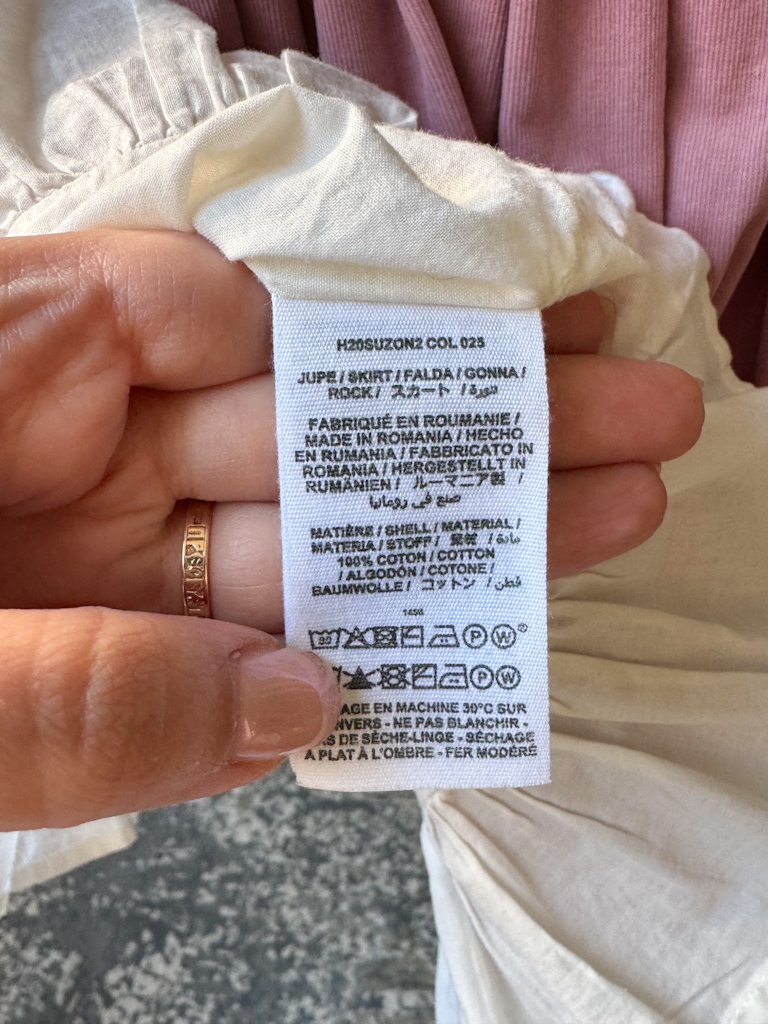 H20SUZON2 COL 025
JUPE / SKIRT / FALDA / GONNA /
ROCK / スカート / تنورة
FABRIQUÉ EN ROUMANIE /
MADE IN ROMANIA / HECHO
EN RUMANIA / FABBRICATO IN
ROMANIA / HERGESTELLT IN
RUMÄNIEN / ルーマニア製 /
صنع في رومانيا
MATIÈRE / SHELL / MATERIAL /
MATERIA / STOFF / 素材 / مادة
100% COTON / COTTON
/ ALGODÓN / COTONE /
BAUMWOLLE / コットン / قطن
1456
30 P W®
P W
AGE EN MACHINE 30°C SUR
NVERS - NE PAS BLANCHIR -
S DE SÈCHE-LINGE - SÉCHAGE
A PLAT À L'OMBRE - FER MODÉRÉ